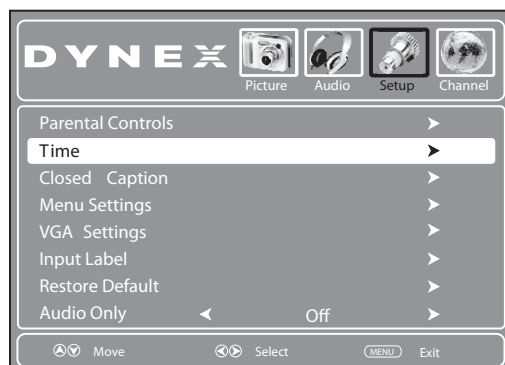 DYNEX
Picture Audio Setup Channel
Parental Controls
Time
Closed Caption
Menu Settings
VGA Settings
Input Label
Restore Default
Audio Only Off
Move Select MENU Exit